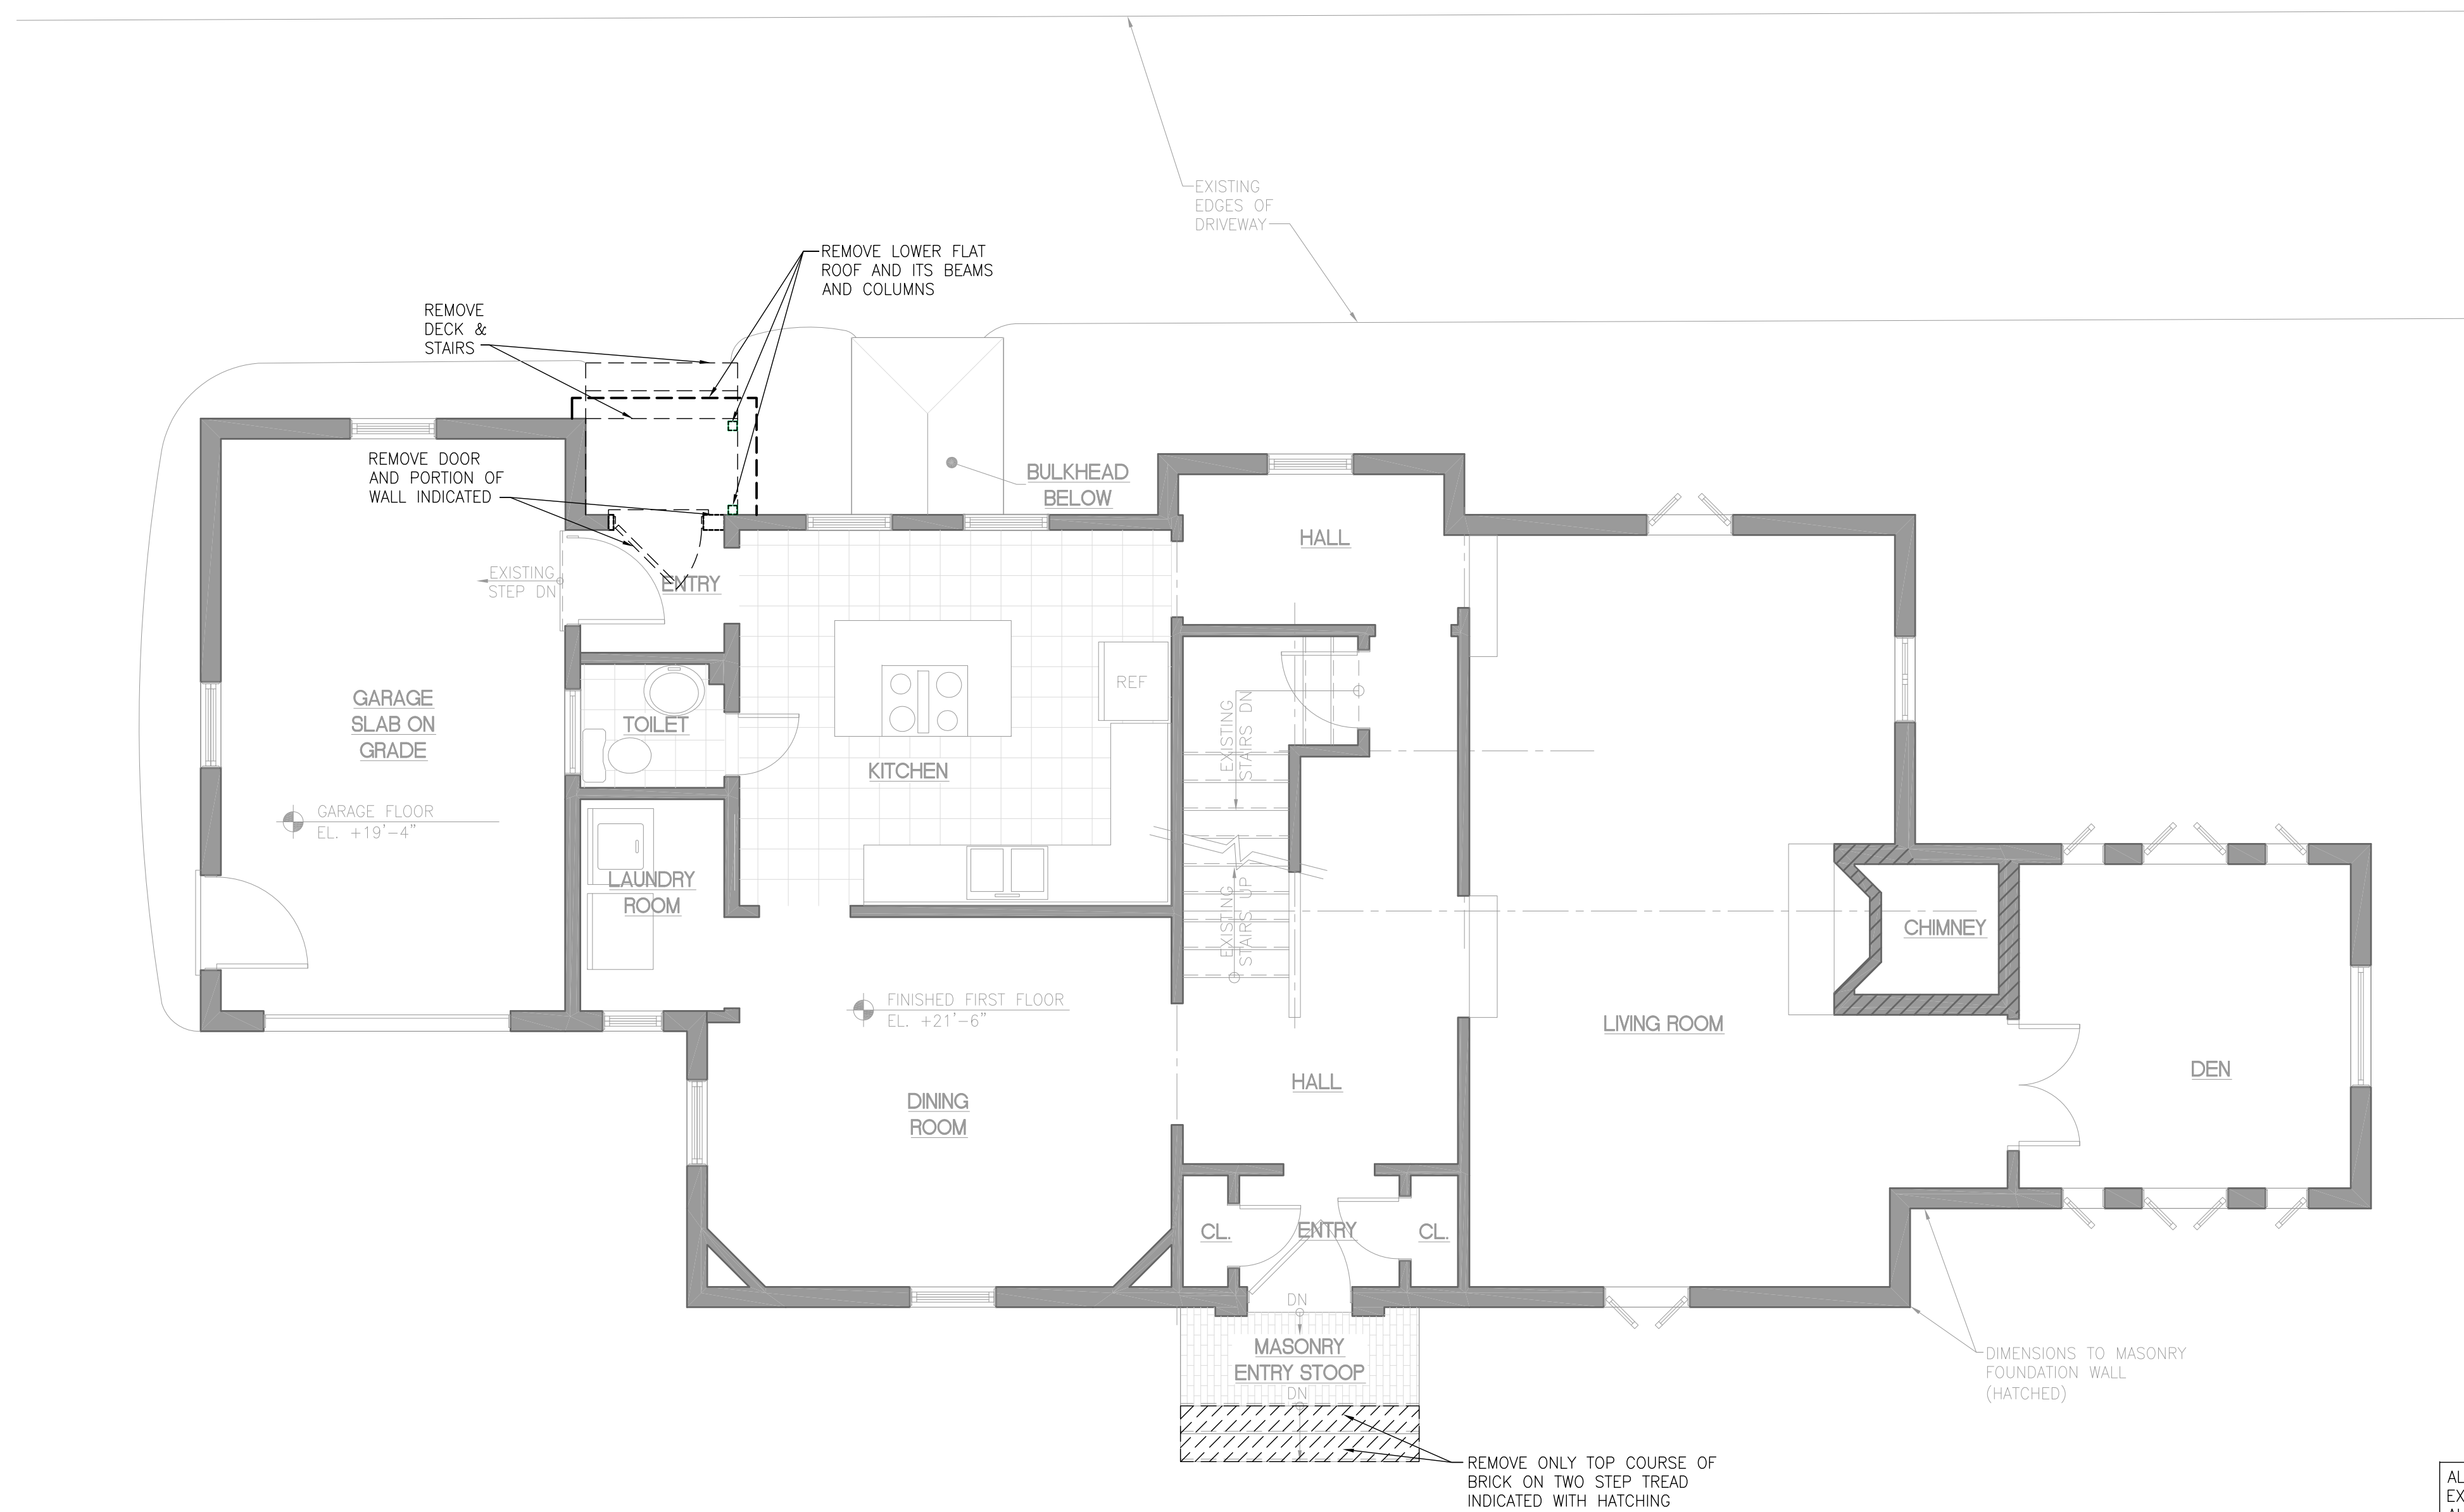 EXISTING
EDGES OF
DRIVEWAY
REMOVE LOWER FLAT
ROOF AND ITS BEAMS
AND COLUMNS
REMOVE
DECK &
STAIRS
REMOVE DOOR
AND PORTION OF
WALL INDICATED
BULKHEAD
BELOW
HALL
EXISTING
STEP DN
ENTRY
REF
GARAGE
SLAB ON
GRADE
TOILET
EXISTING
STAIRS DN
KITCHEN
GARAGE FLOOR
EL. +19'-4"
LAUNDRY
ROOM
EXISTING
STAIRS UP
CHIMNEY
FINISHED FIRST FLOOR
EL. +21'-6"
LIVING ROOM
DEN
HALL
DINING
ROOM
CL.
ENTRY
CL.
DN
MASONRY
ENTRY STOOP
DN
DIMENSIONS TO MASONRY
FOUNDATION WALL
(HATCHED)
REMOVE ONLY TOP COURSE OF
BRICK ON TWO STEP TREAD
INDICATED WITH HATCHING
AL
EX